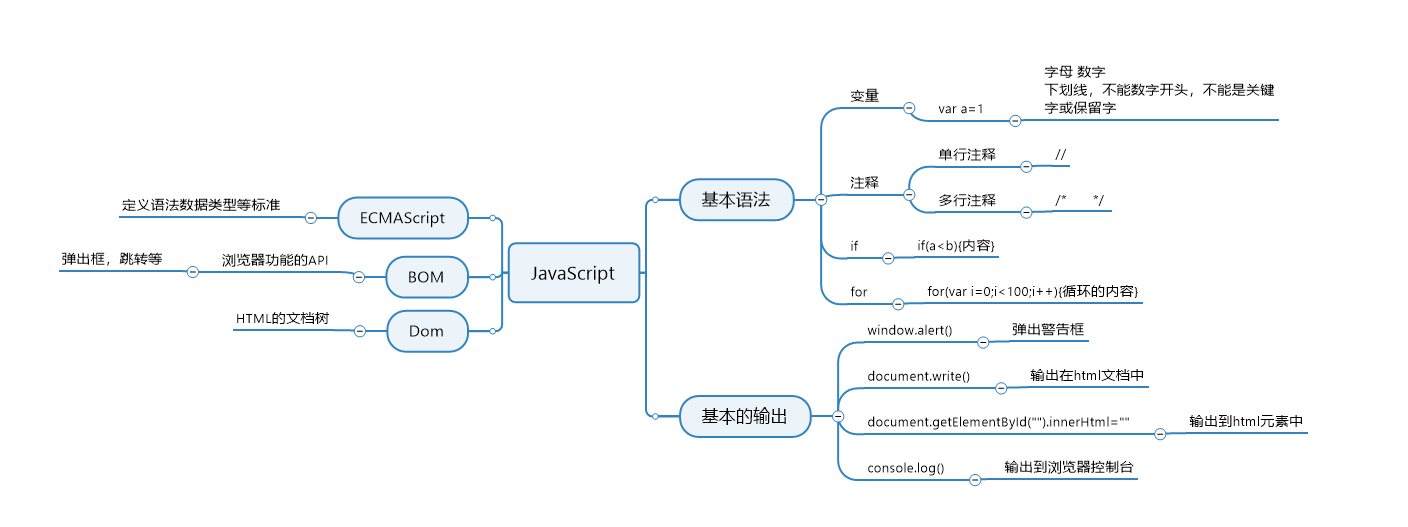 JavaScript
ECMAScript
定义语法数据类型等标准
BOM
浏览器功能的API
弹出框，跳转等
Dom
HTML的文档树
基本语法
变量
var a=1
字母 数字
下划线，不能数字开头，不能是关键
字或保留字
注释
单行注释
//
多行注释
/* */
if
if(a<b){内容}
for
for(var i=0;i<100;i++){循环的内容}
基本的输出
window.alert()
弹出警告框
document.write()
输出在html文档中
document.getElementById("").innerHtml=""
输出到html元素中
console.log()
输出到浏览器控制台